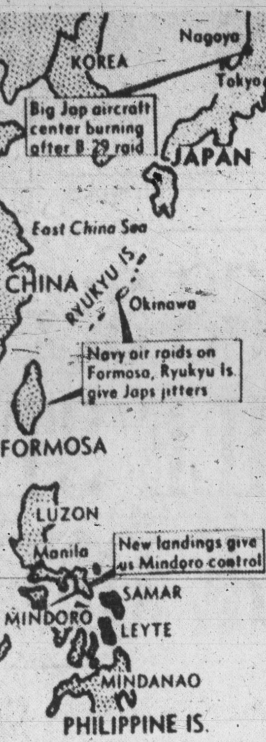 Nagoya
KOREA
Tokyo
Big Jap aircraft
center burning
after B-29 raid
JAPAN
East China Sea
CHINA
RYUKYU IS.
Okinawa
Navy air raids on
Formosa, Ryukyu Is.
give Japs jitters
FORMOSA
LUZON
Manila
New landings give
us Mindoro control
SAMAR
MINDORO
LEYTE
MINDANAO
PHILIPPINE IS.